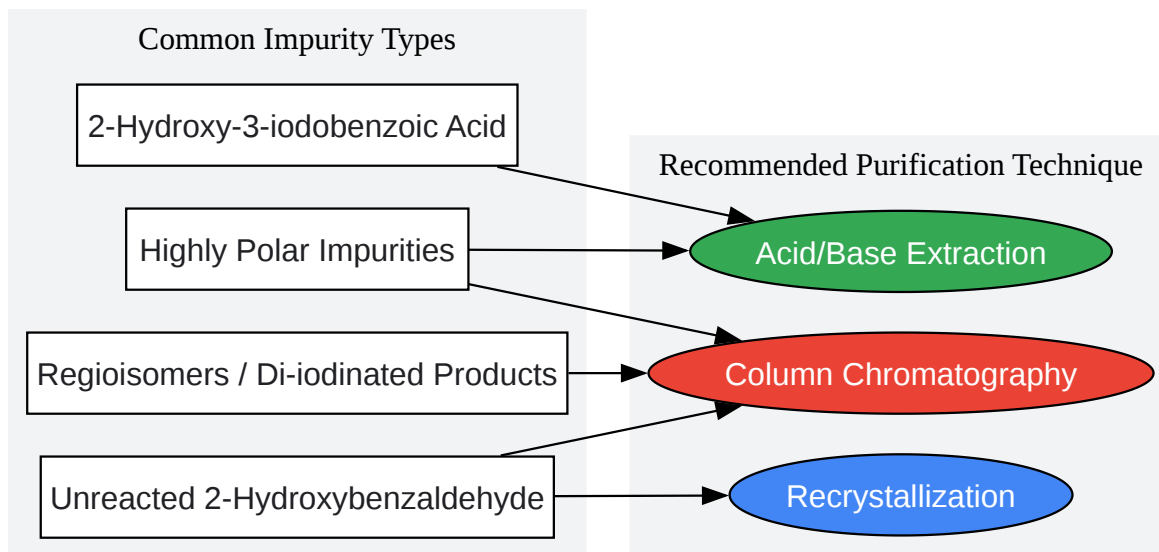 Common Impurity Types
2-Hydroxy-3-iodobenzoic Acid
Highly Polar Impurities
Regioisomers / Di-iodinated Products
Unreacted 2-Hydroxybenzaldehyde
Recommended Purification Technique
Acid/Base Extraction
Column Chromatography
Recrystallization